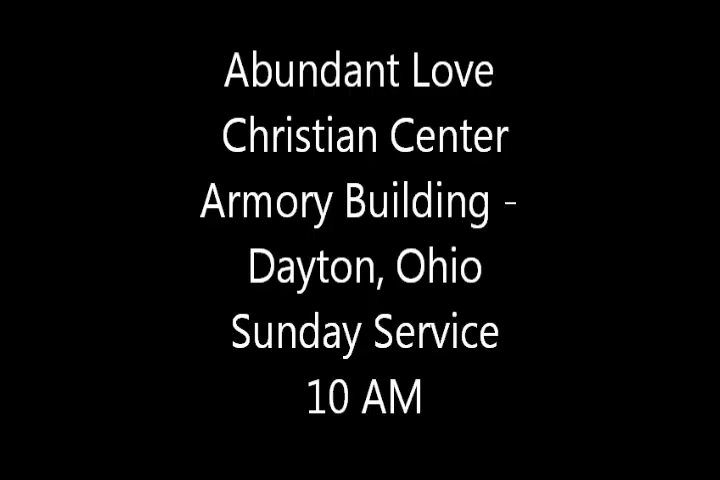 Abundant Love
Christian Center
Armory Building -
Dayton, Ohio
Sunday Service
10 AM